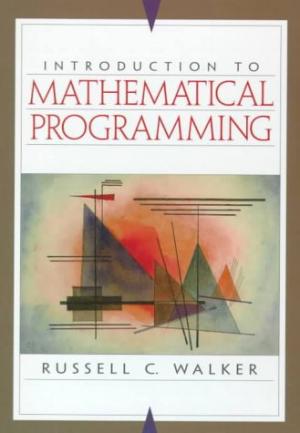 INTRODUCTION TO
MATHEMATICAL
PROGRAMMING
RUSSELL C. WALKER